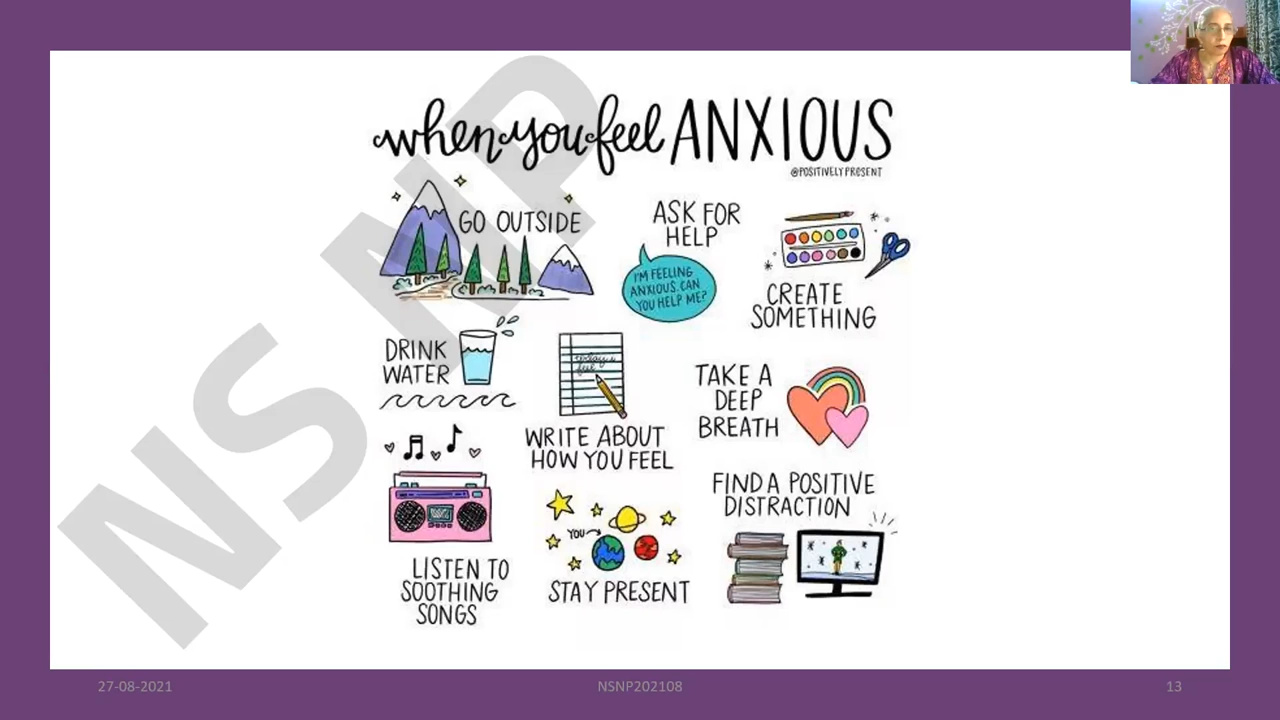 when you feel ANXIOUS
@POSITIVELYPRESENT
GO OUTSIDE
ASK FOR
HELP
I'M FEELING
ANXIOUS. CAN
YOU HELP ME?
CREATE
SOMETHING
DRINK
WATER
today i
feel
WRITE ABOUT
HOW YOU FEEL
TAKE A
DEEP
BREATH
LISTEN TO
SOOTHING
SONGS
YOU
STAY PRESENT
FIND A POSITIVE
DISTRACTION
NS NP
27-08-2021
NSNP202108
13